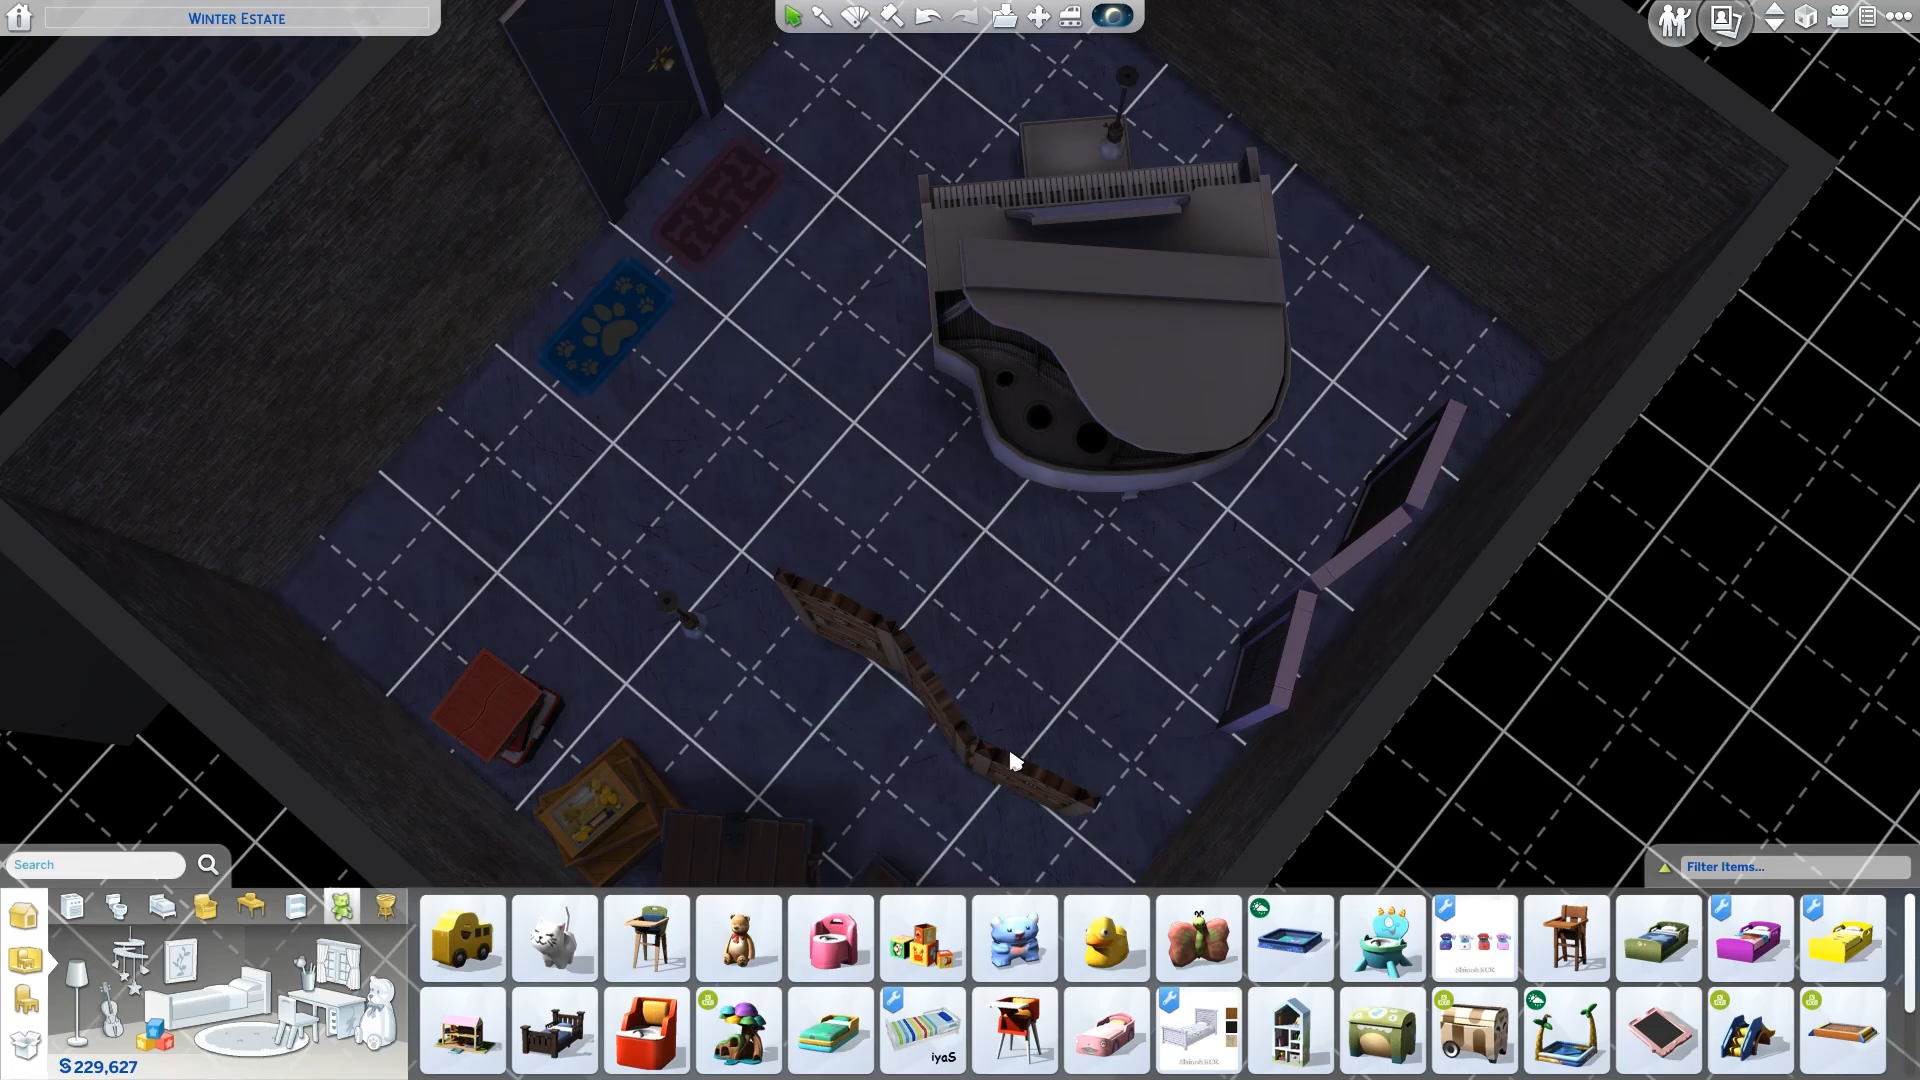 WINTER ESTATE
Search
Filter Items...
iyaS
§229,627